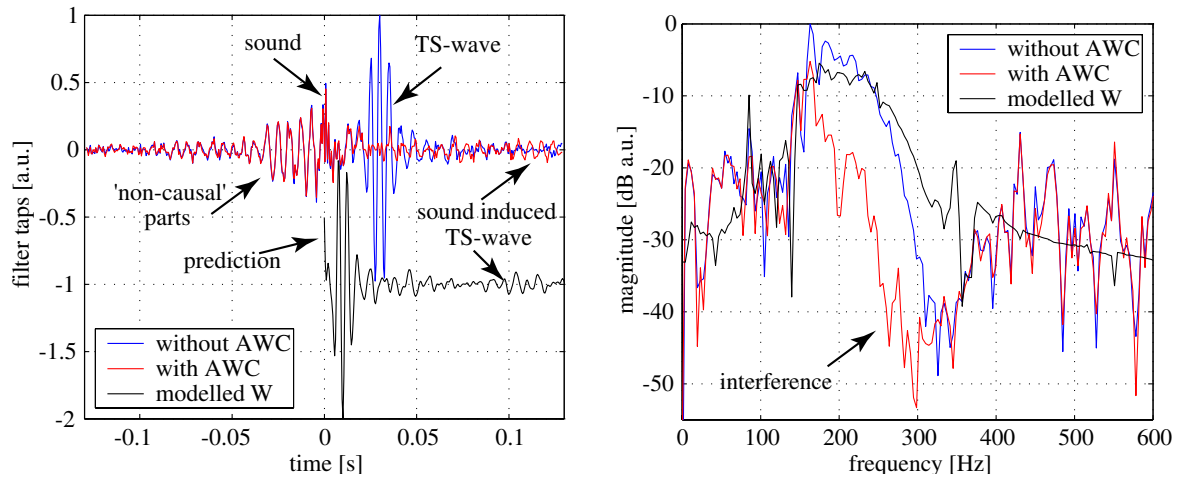 1
0.5
0
-0.5
-1
-1.5
-2
filter taps [a.u.]
sound
TS-wave
'non-causal'
parts
prediction
sound induced
TS-wave
without AWC
with AWC
modelled W
-0.1
-0.05
0
0.05
0.1
time [s]
0
-10
-20
-30
-40
-50
magnitude [dB a.u.]
without AWC
with AWC
modelled W
interference
0
100
200
300
400
500
600
frequency [Hz]